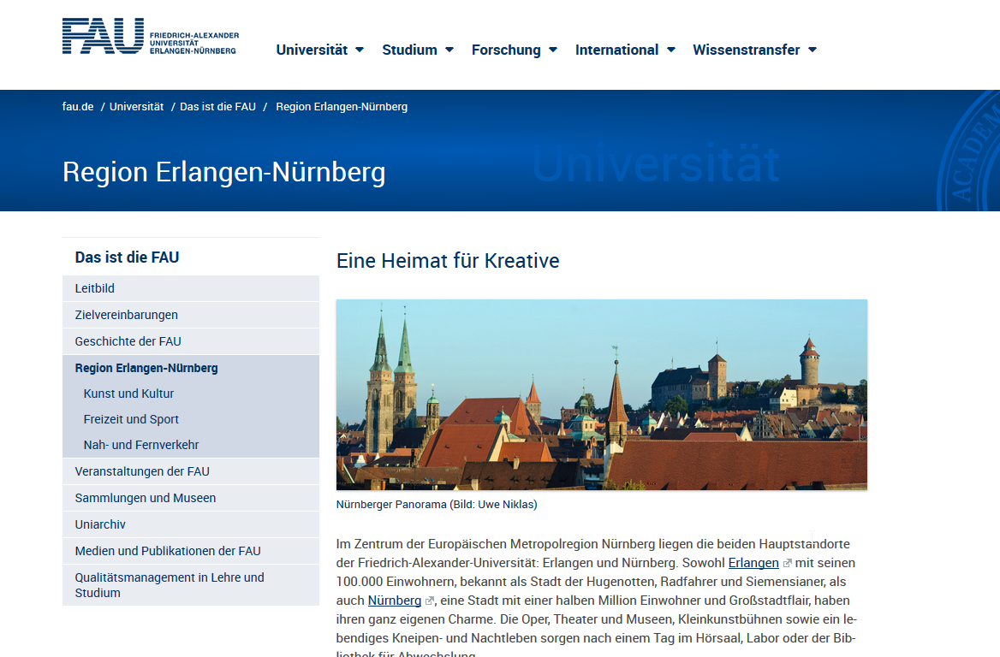 FAU
FRIEDRICH-ALEXANDER
UNIVERSITÄT
ERLANGEN-NÜRNBERG
Universität Studium Forschung International Wissenstransfer
fau.de / Universität / Das ist die FAU / Region Erlangen-Nürnberg
Universität
ACADEM
Region Erlangen-Nürnberg
Das ist die FAU
Leitbild
Zielvereinbarungen
Geschichte der FAU
Region Erlangen-Nürnberg
Kunst und Kultur
Freizeit und Sport
Nah- und Fernverkehr
Veranstaltungen der FAU
Sammlungen und Museen
Uniarchiv
Medien und Publikationen der FAU
Qualitätsmanagement in Lehre und
Studium
Eine Heimat für Kreative
Nürnberger Panorama (Bild: Uwe Niklas)
Im Zentrum der Europäischen Metropolregion Nürnberg liegen die beiden Hauptstandorte
der Friedrich-Alexander-Universität: Erlangen und Nürnberg. Sowohl Erlangen mit seinen
100.000 Einwohnern, bekannt als Stadt der Hugenotten, Radfahrer und Siemensianer, als
auch Nürnberg, eine Stadt mit einer halben Million Einwohner und Großstadtflair, haben
ihren ganz eigenen Charme. Die Oper, Theater und Museen, Kleinkunstbühnen sowie ein le-
bendiges Kneipen- und Nachtleben sorgen nach einem Tag im Hörsaal, Labor oder der Bib-
liothek für Abwechslung.